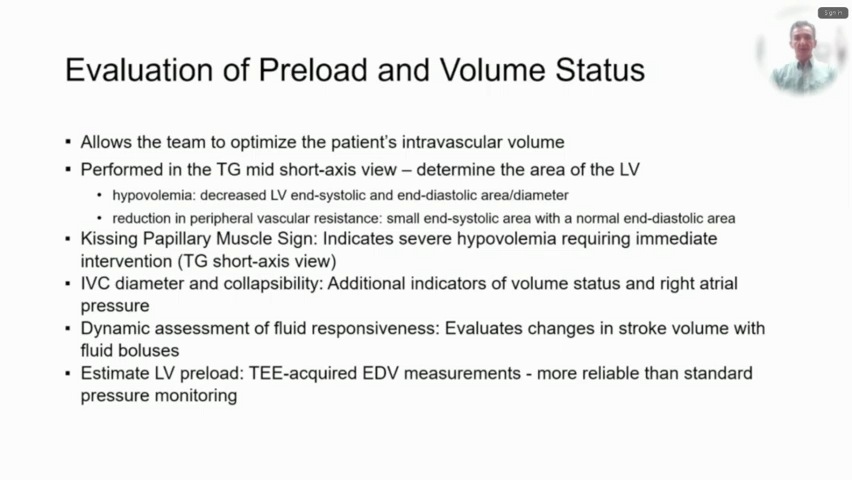 Sign in
Evaluation of Preload and Volume Status
▪ Allows the team to optimize the patient's intravascular volume
▪ Performed in the TG mid short-axis view – determine the area of the LV
• hypovolemia: decreased LV end-systolic and end-diastolic area/diameter
• reduction in peripheral vascular resistance: small end-systolic area with a normal end-diastolic area
▪ Kissing Papillary Muscle Sign: Indicates severe hypovolemia requiring immediate
intervention (TG short-axis view)
▪ IVC diameter and collapsibility: Additional indicators of volume status and right atrial
pressure
▪ Dynamic assessment of fluid responsiveness: Evaluates changes in stroke volume with
fluid boluses
▪ Estimate LV preload: TEE-acquired EDV measurements - more reliable than standard
pressure monitoring